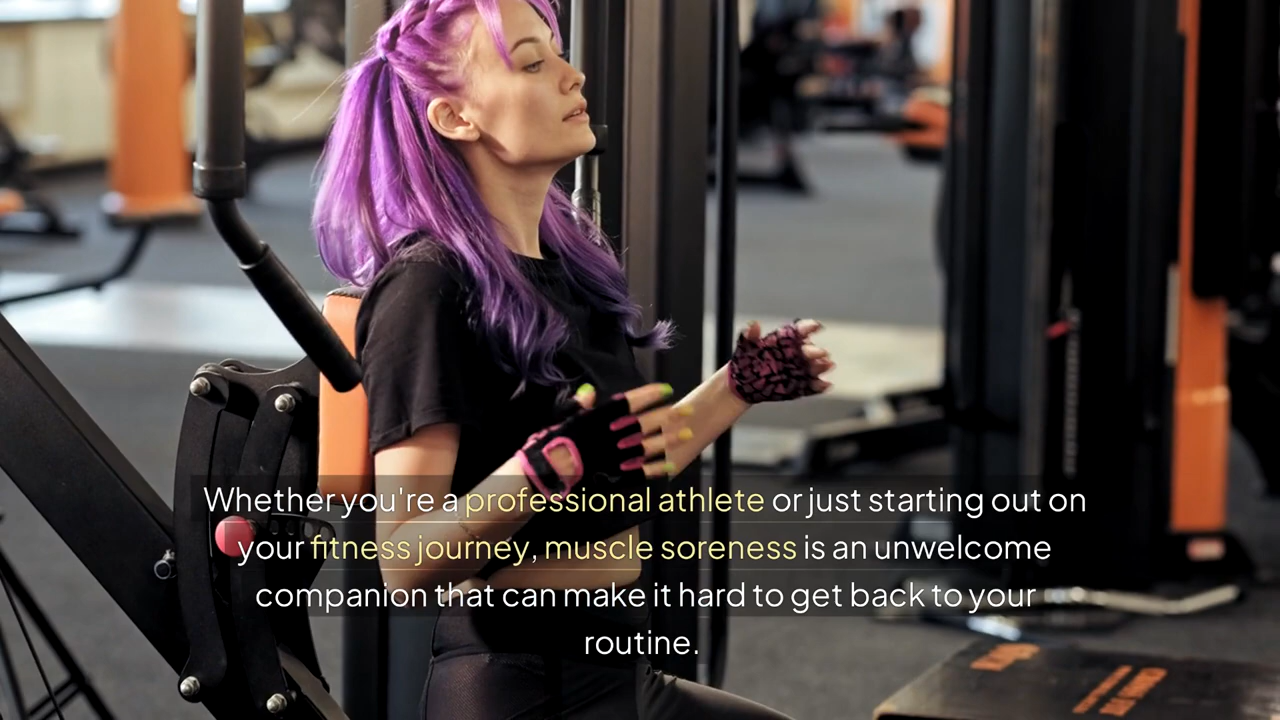 Whether you're a professional athlete or just starting out on
your fitness journey, muscle soreness is an unwelcome
companion that can make it hard to get back to your
routine.